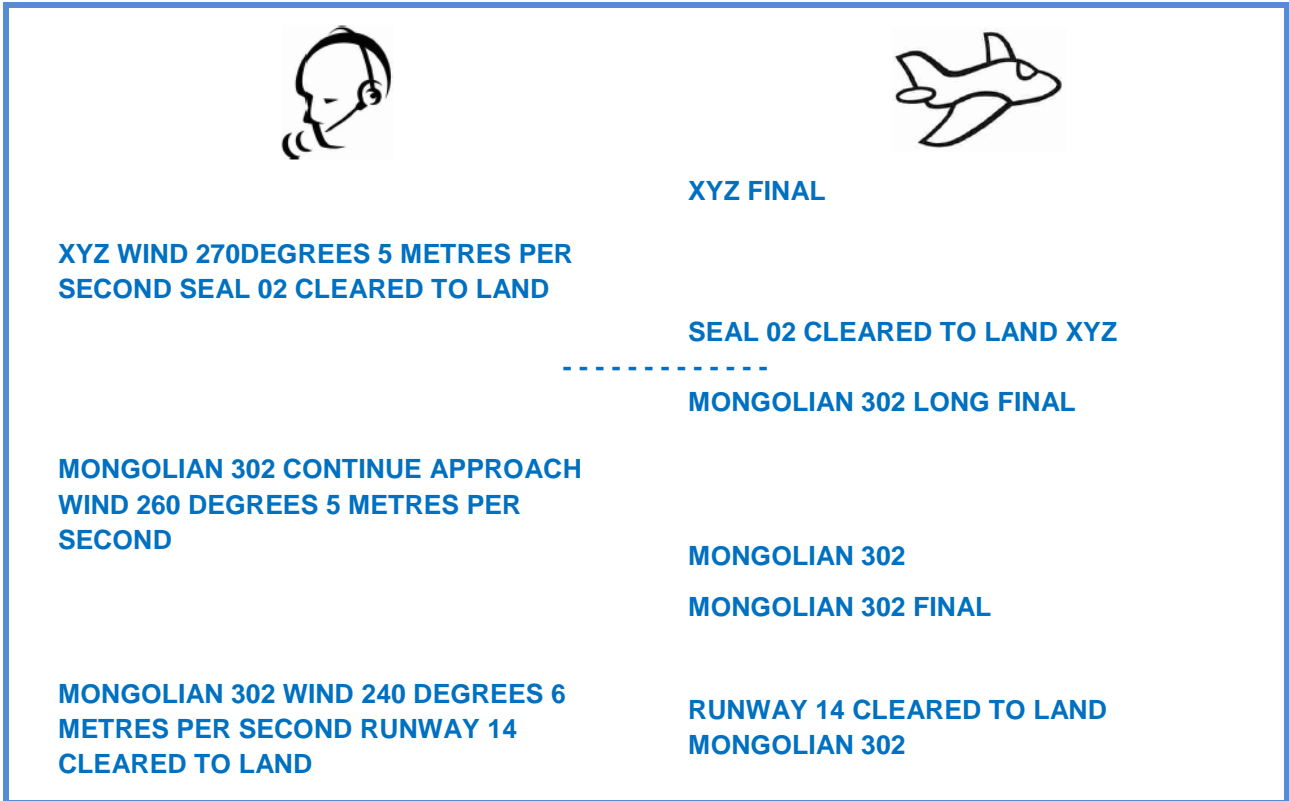 XYZ FINAL
XYZ WIND 270DEGREES 5 METRES PER
SECOND SEAL 02 CLEARED TO LAND
SEAL 02 CLEARED TO LAND XYZ
- - - - - - - - - - - - -
MONGOLIAN 302 LONG FINAL
MONGOLIAN 302 CONTINUE APPROACH
WIND 260 DEGREES 5 METRES PER
SECOND
MONGOLIAN 302
MONGOLIAN 302 FINAL
MONGOLIAN 302 WIND 240 DEGREES 6
METRES PER SECOND RUNWAY 14
CLEARED TO LAND
RUNWAY 14 CLEARED TO LAND
MONGOLIAN 302